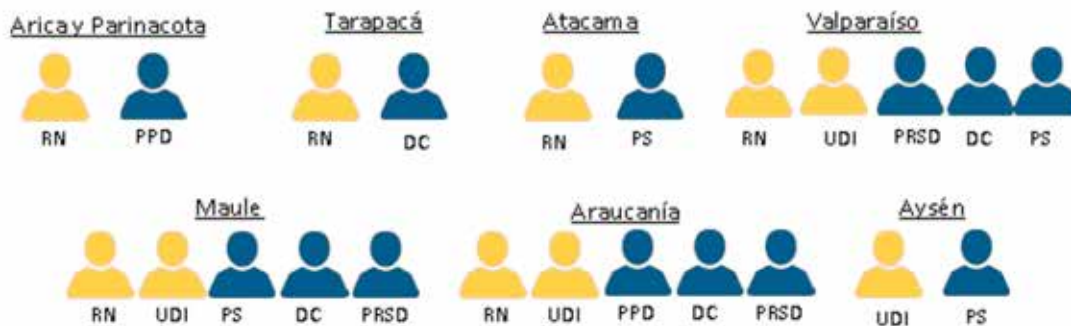 Arica y Parinacota
RN PPD
Tarapacá
RN DC
Atacama
RN PS
Valparaíso
RN UDI PRSD DC PS
Maule
RN UDI PS DC PRSD
Araucanía
RN UDI PPD DC PRSD
Aysén
UDI PS